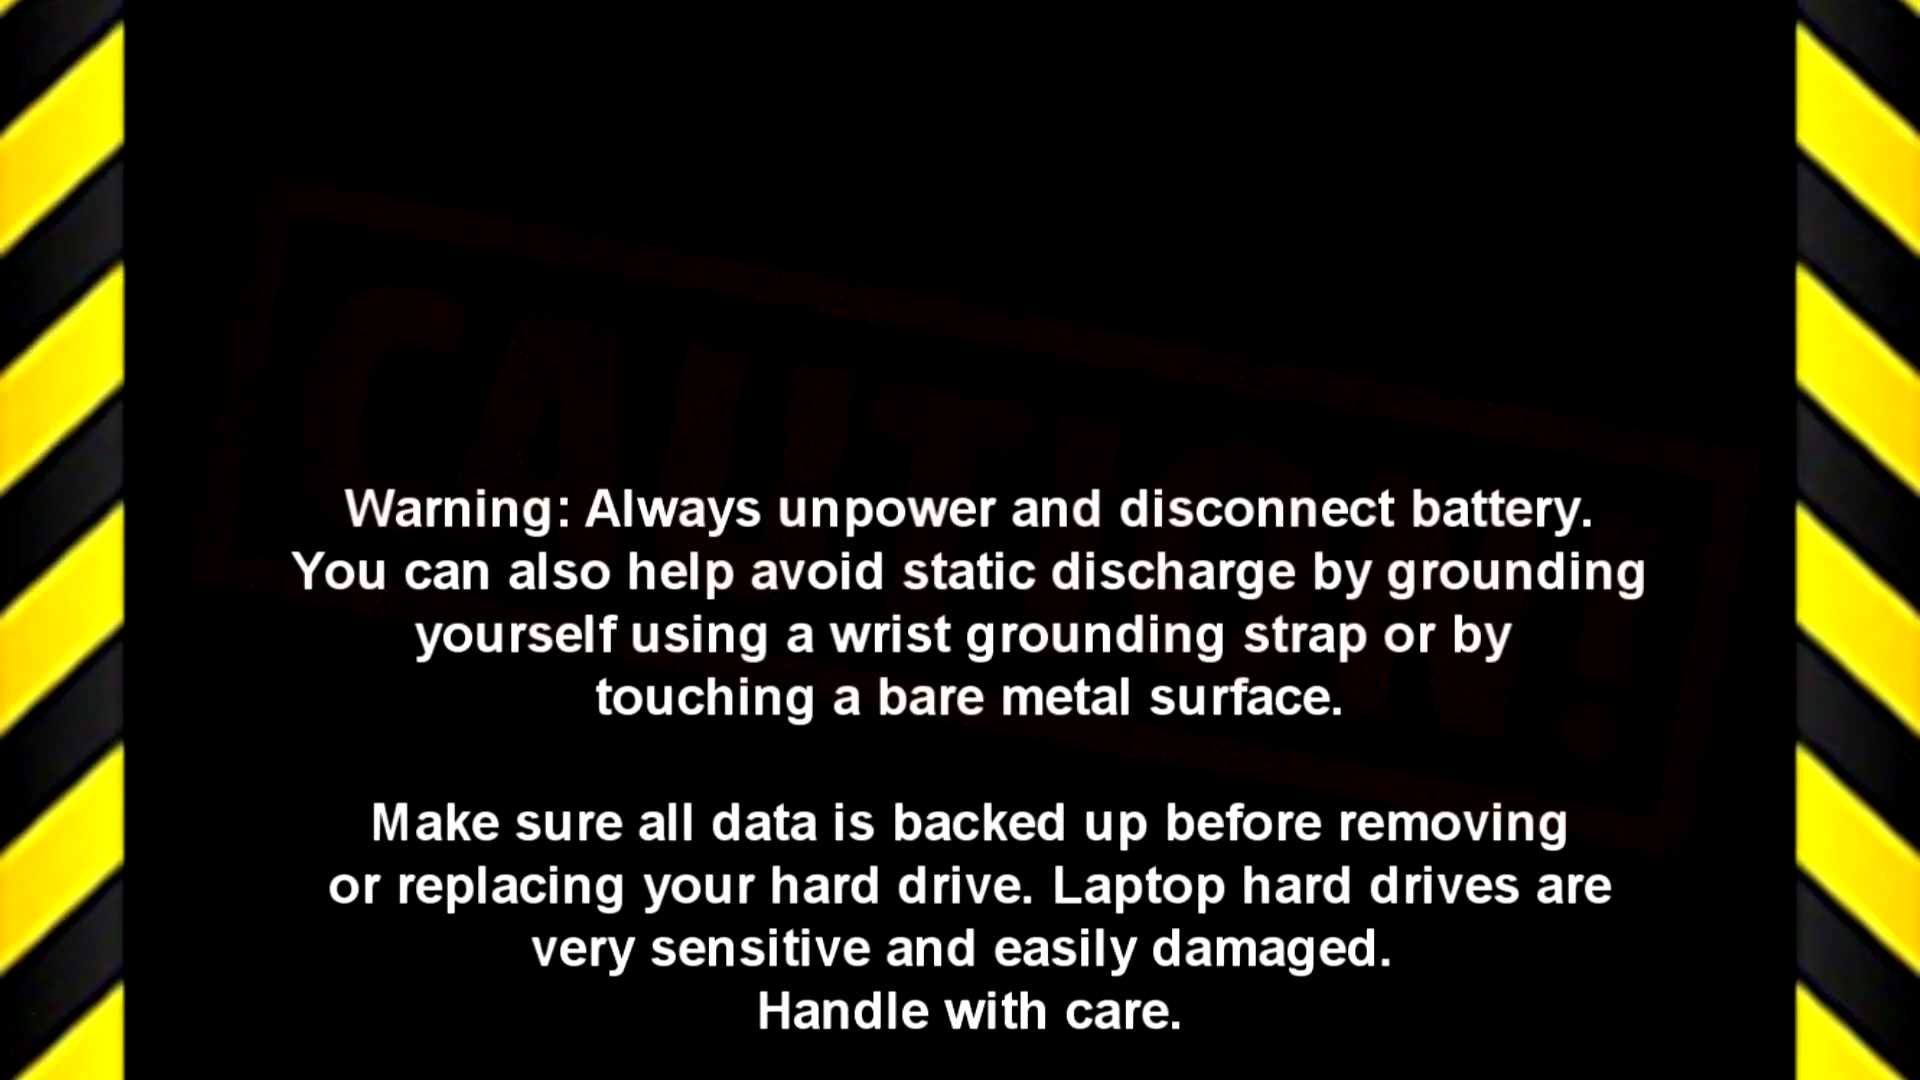 CAUTION!
Warning: Always unpower and disconnect battery.
You can also help avoid static discharge by grounding
yourself using a wrist grounding strap or by
touching a bare metal surface.
Make sure all data is backed up before removing
or replacing your hard drive. Laptop hard drives are
very sensitive and easily damaged.
Handle with care.